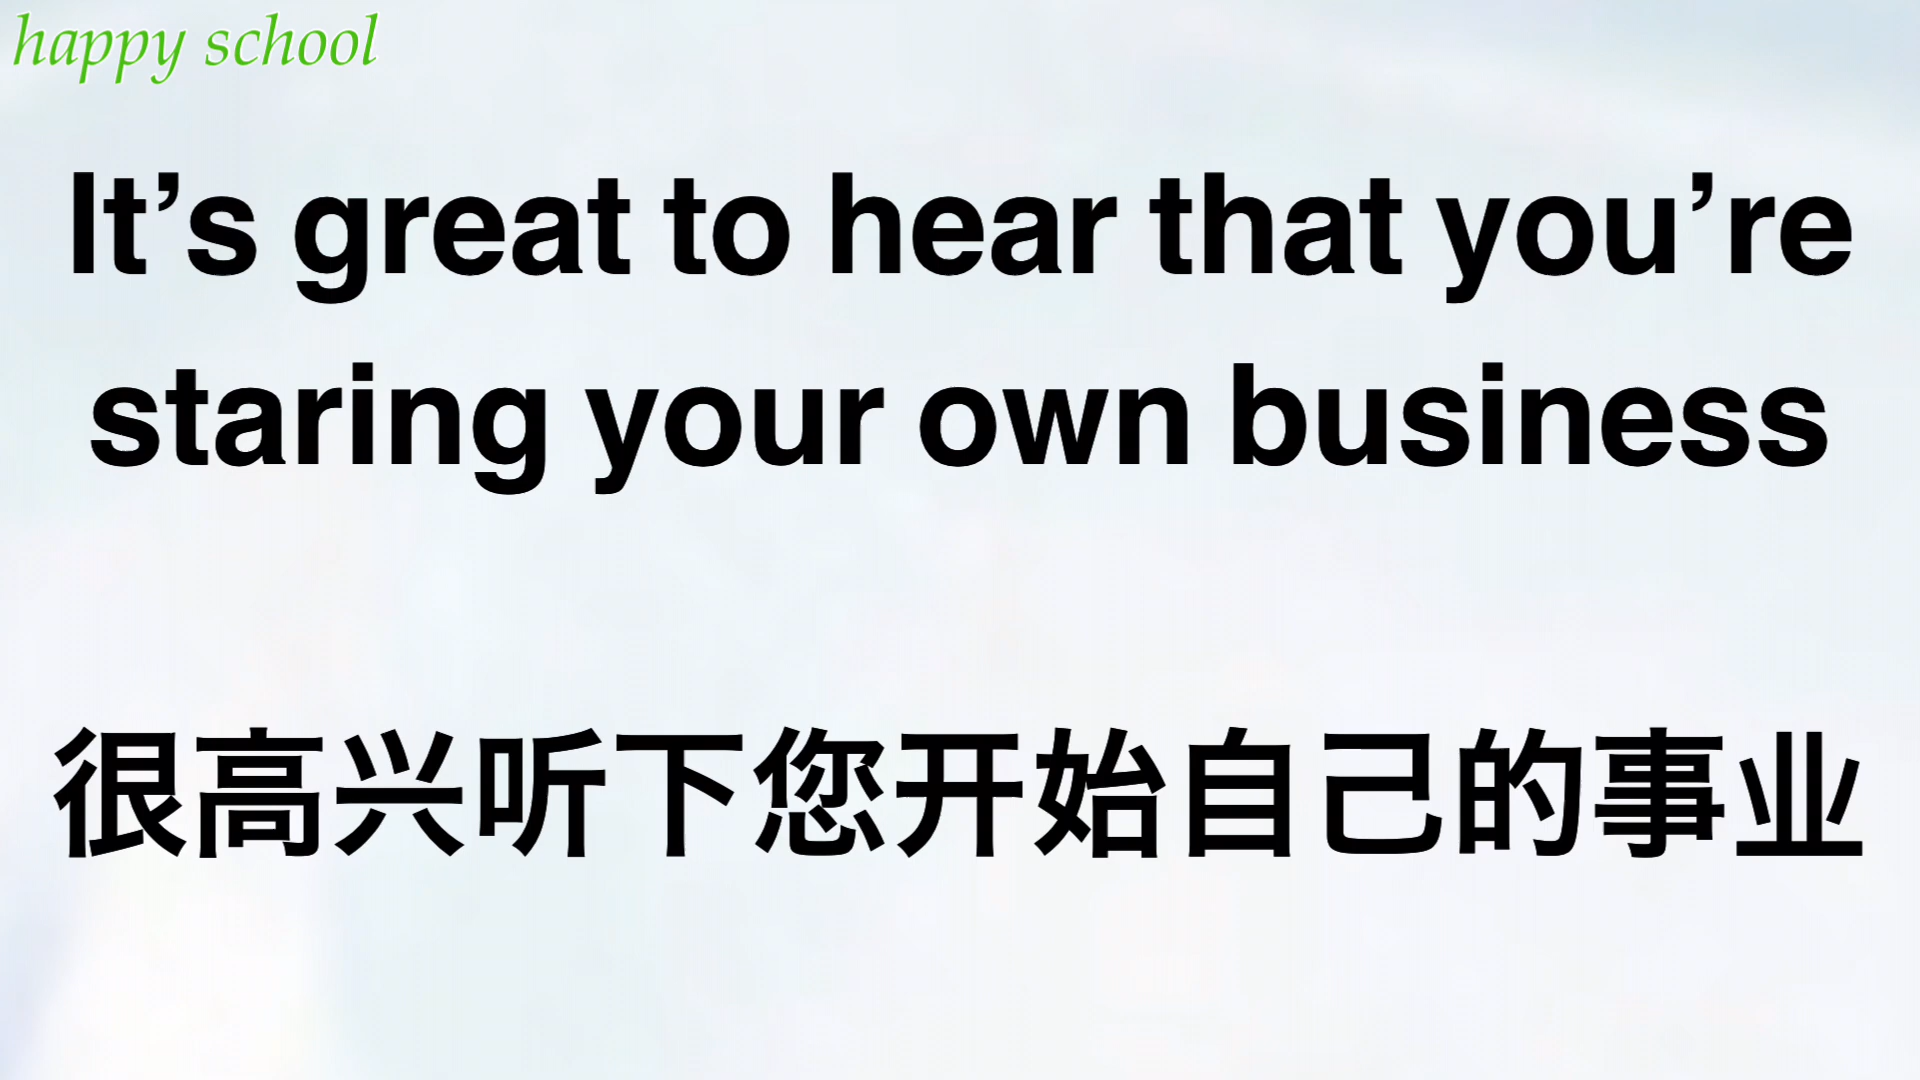 happy school
It’s great to hear that you’re
staring your own business
很高兴听下您开始自己的事业